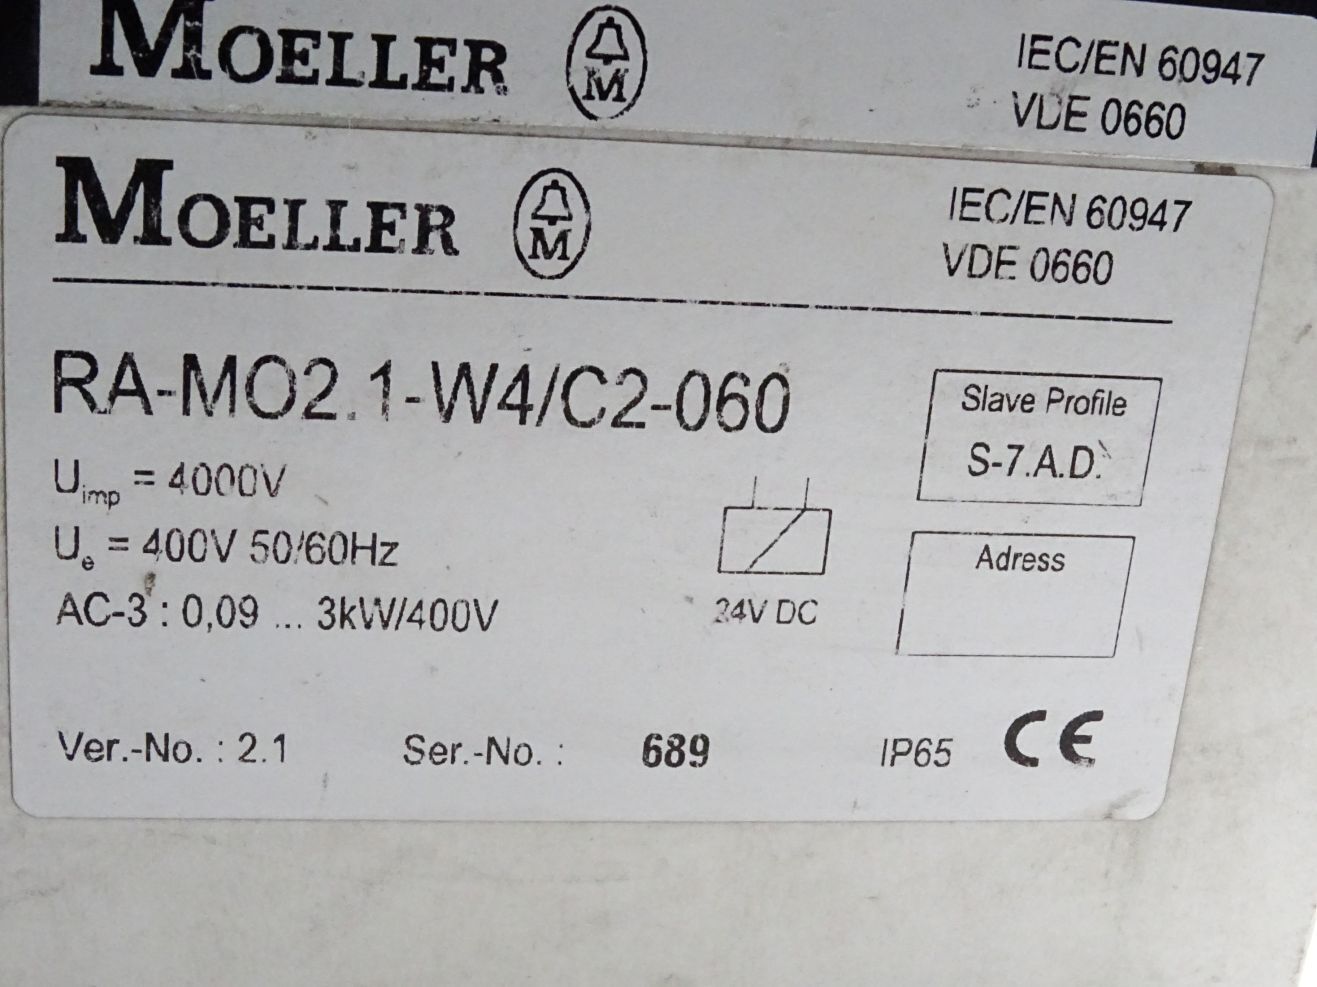 MOELLER
M
IEC/EN 60947
VDE 0660
MOELLER
M
IEC/EN 60947
VDE 0660
RA-MO2.1-W4/C2-060
Slave Profile
S-7.A.D.
Uimp = 4000V
Ue = 400V 50/60Hz
Adress
AC-3 : 0,09 ... 3kW/400V
24V DC
Ver.-No. : 2.1
Ser.-No. : 689
IP65
CE